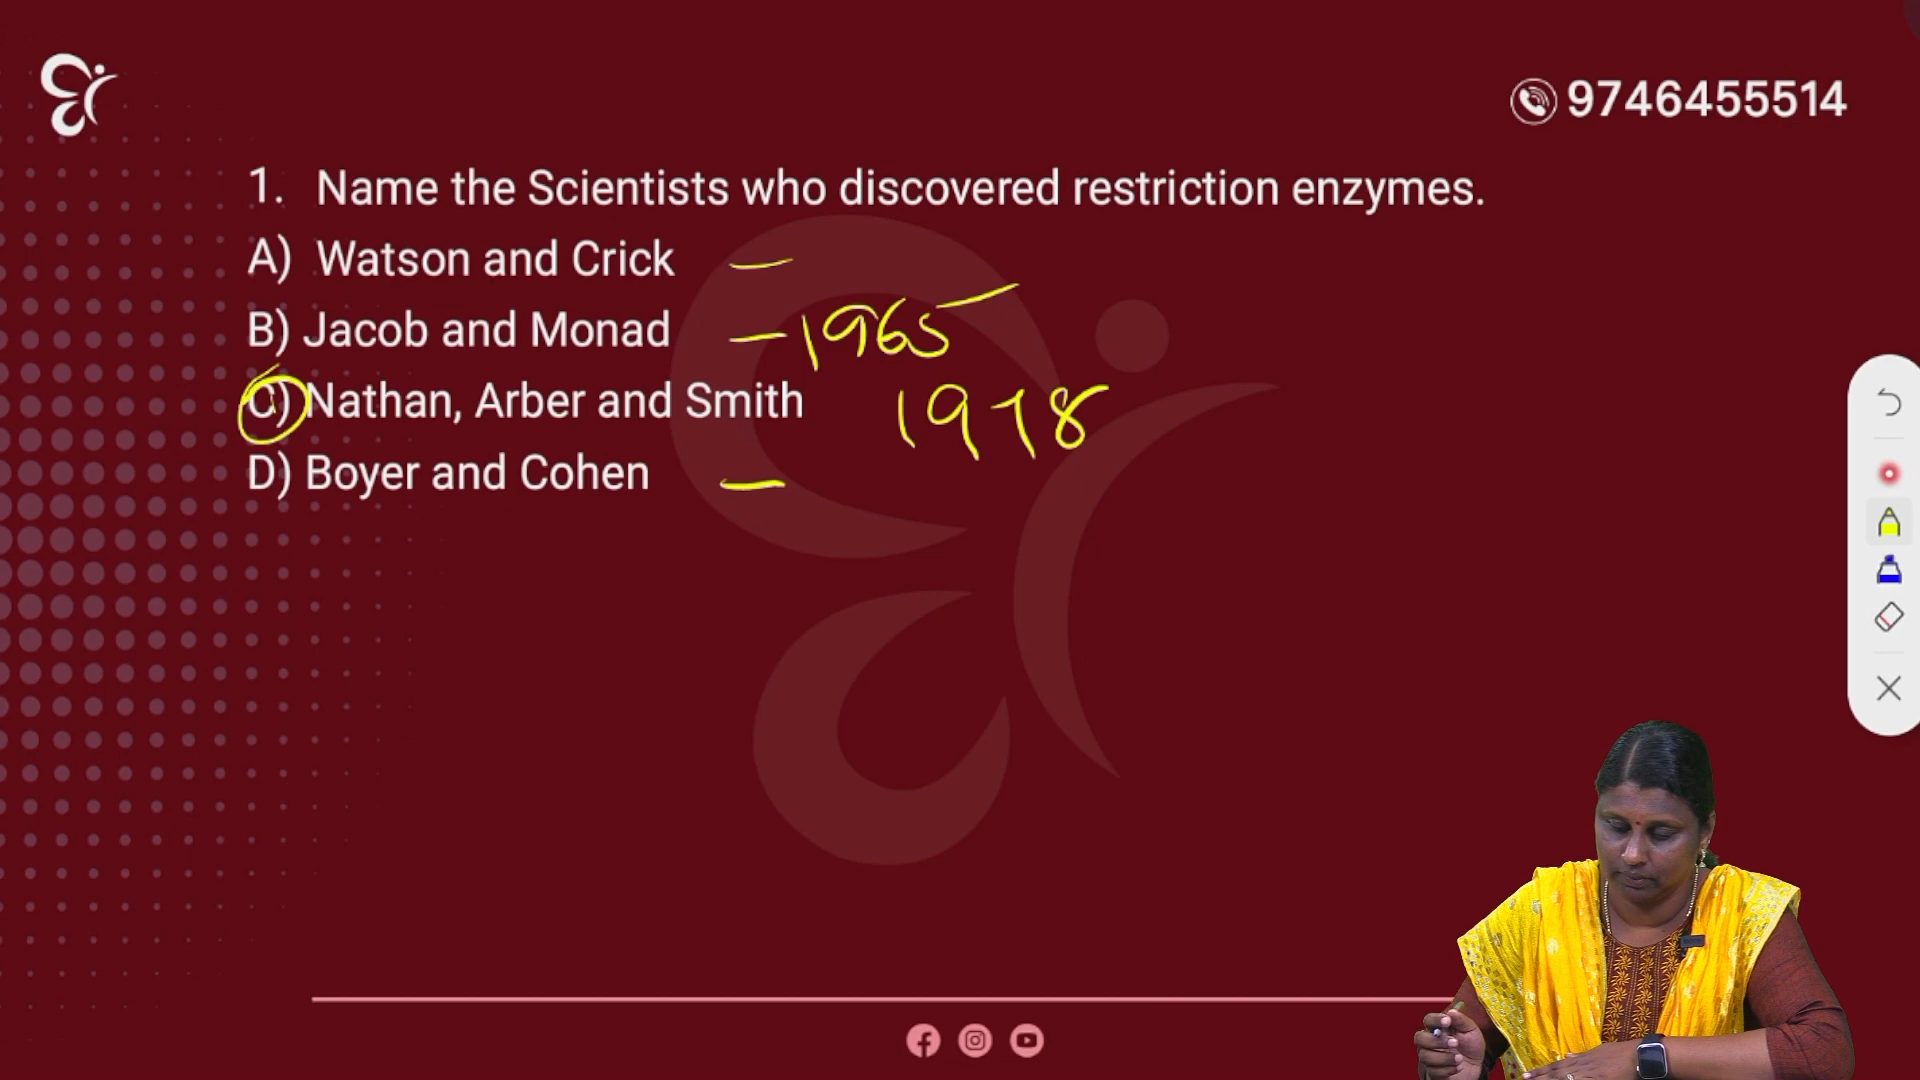 9746455514
1. Name the Scientists who discovered restriction enzymes.
A) Watson and Crick —
B) Jacob and Monad — 1965
C) Nathan, Arber and Smith 1978
D) Boyer and Cohen —